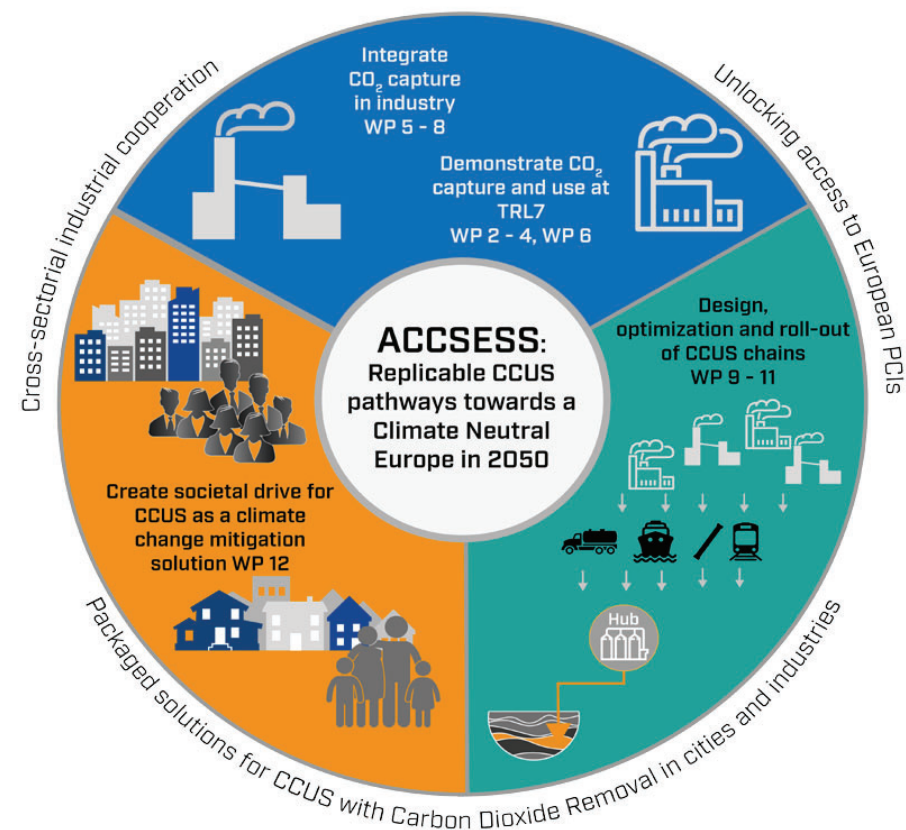 Cross-sectorial industrial cooperation
Unlocking access to European PCIs
Integrate
CO₂ capture
in industry
WP 5 - 8
Demonstrate CO₂
capture and use at
TRL7
WP 2 - 4, WP 6
ACCSESS:
Replicable CCUS
pathways towards a
Climate Neutral
Europe in 2050
Design,
optimization and roll-out
of CCUS chains
WP 9 - 11
Hub
Create societal drive for
CCUS as a climate
change mitigation
solution WP 12
Packaged solutions for CCUS with Carbon Dioxide Removal in cities and industries